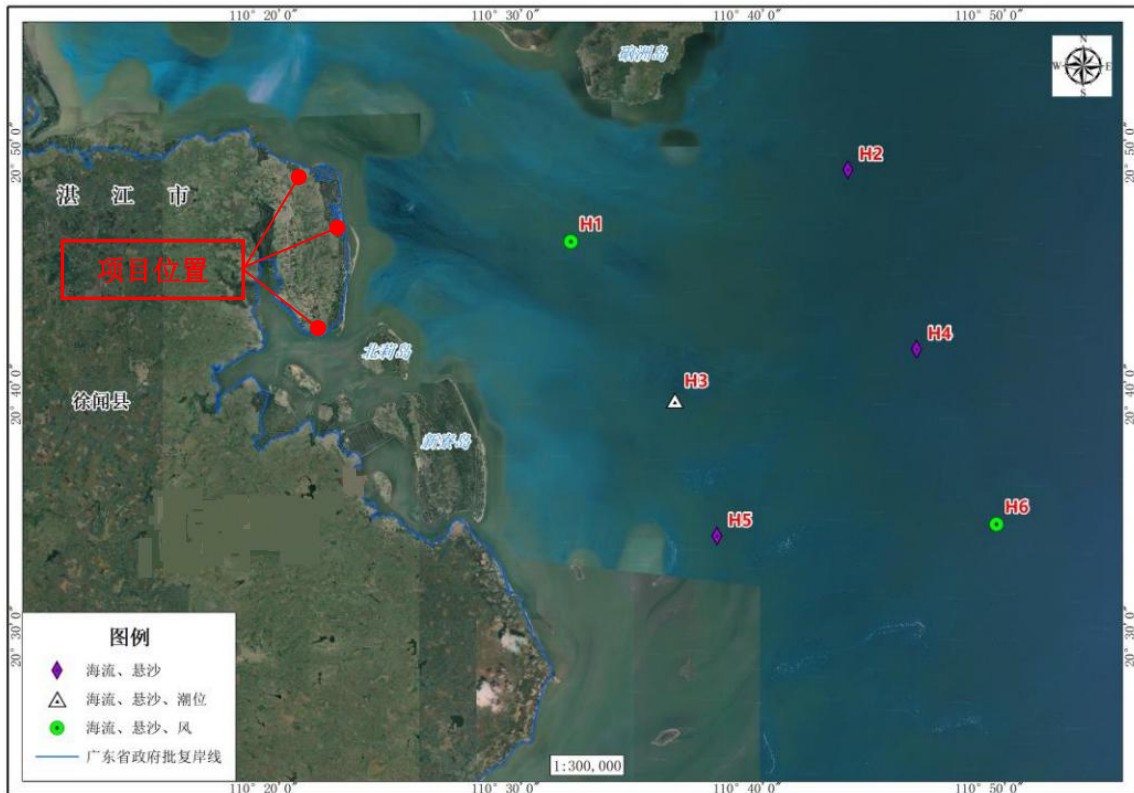 110° 20′0″
110° 30′0″
110° 40′0″
110° 50′0″
硇洲岛
N
W E
S
20° 50′0″
20° 50′0″
H2
湛 江 市
H1
项目位置
H4
北莉岛
20° 40′0″
20° 40′0″
徐闻县
H3
新寮岛
H6
H5
20° 30′0″
20° 30′0″
图例
海流、悬沙
海流、悬沙、潮位
海流、悬沙、风
广东省政府批复岸线
1:300,000
110° 20′0″
110° 30′0″
110° 40′0″
110° 50′0″